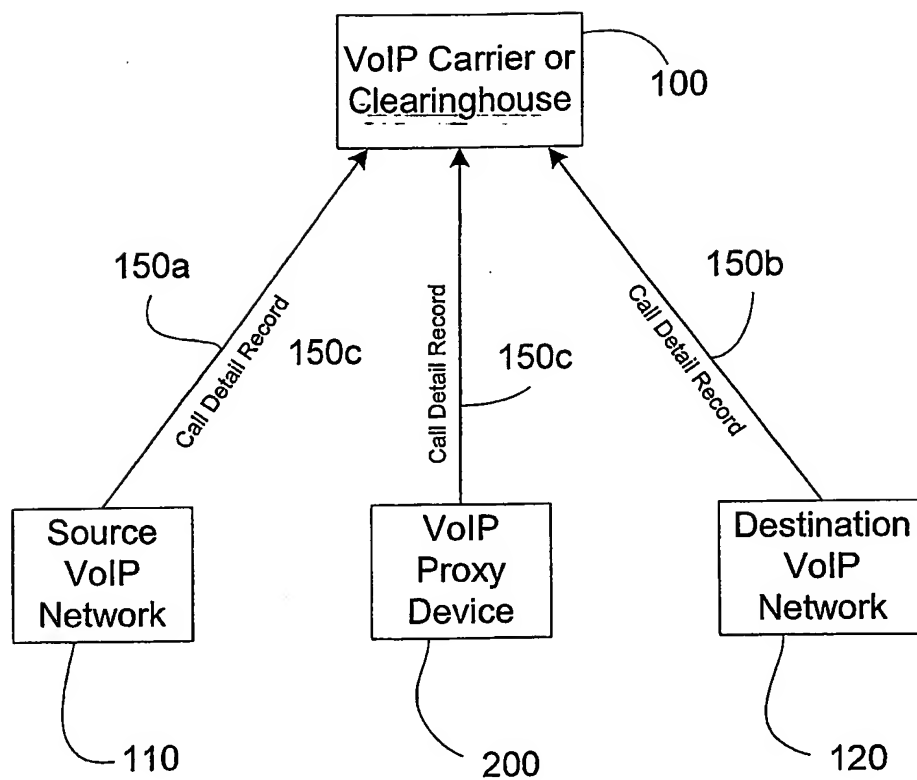 VoIP Carrier or
Clearinghouse
100
150a
150b
150c
150c
Call Detail Record
Call Detail Record
Call Detail Record
Source
VoIP
Network
VoIP
Proxy
Device
Destination
VoIP
Network
110
200
120